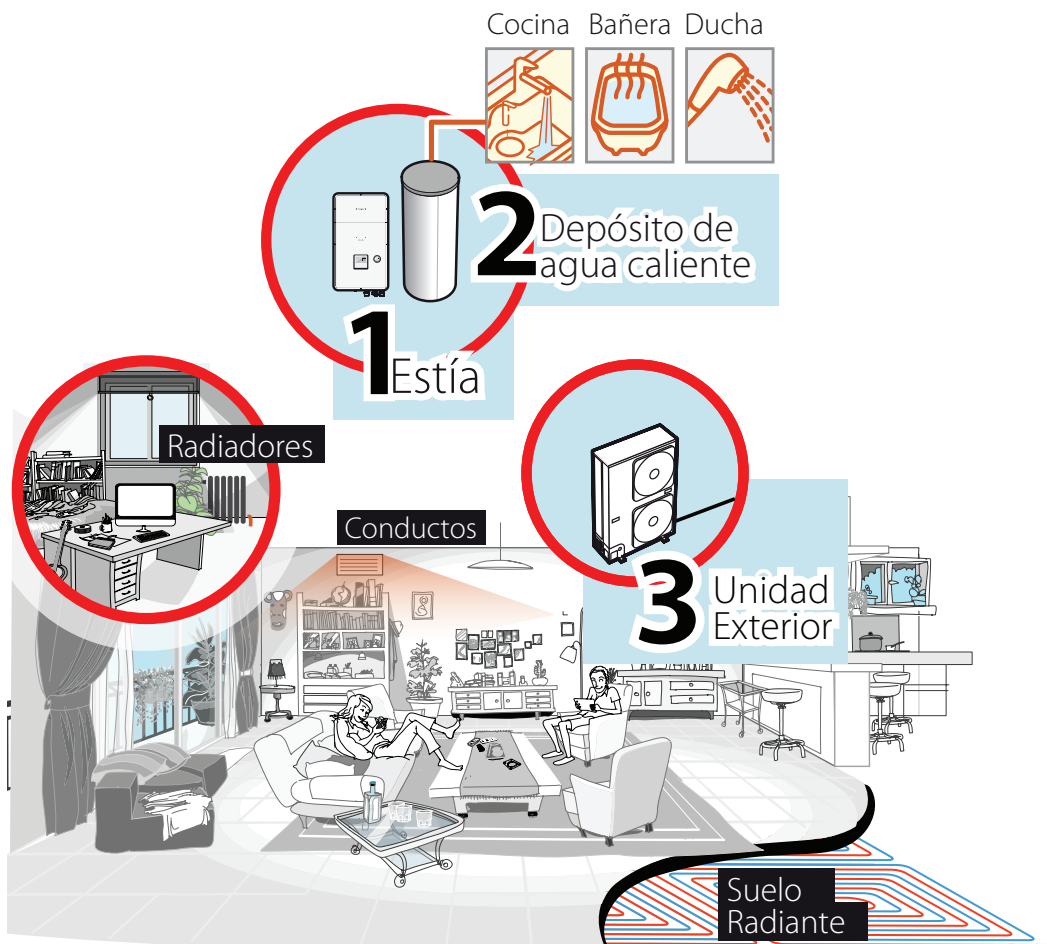 Cocina Bañera Ducha
2 Depósito de
agua caliente
1 Estía
Radiadores
Conductos
3 Unidad
Exterior
Suelo
Radiante